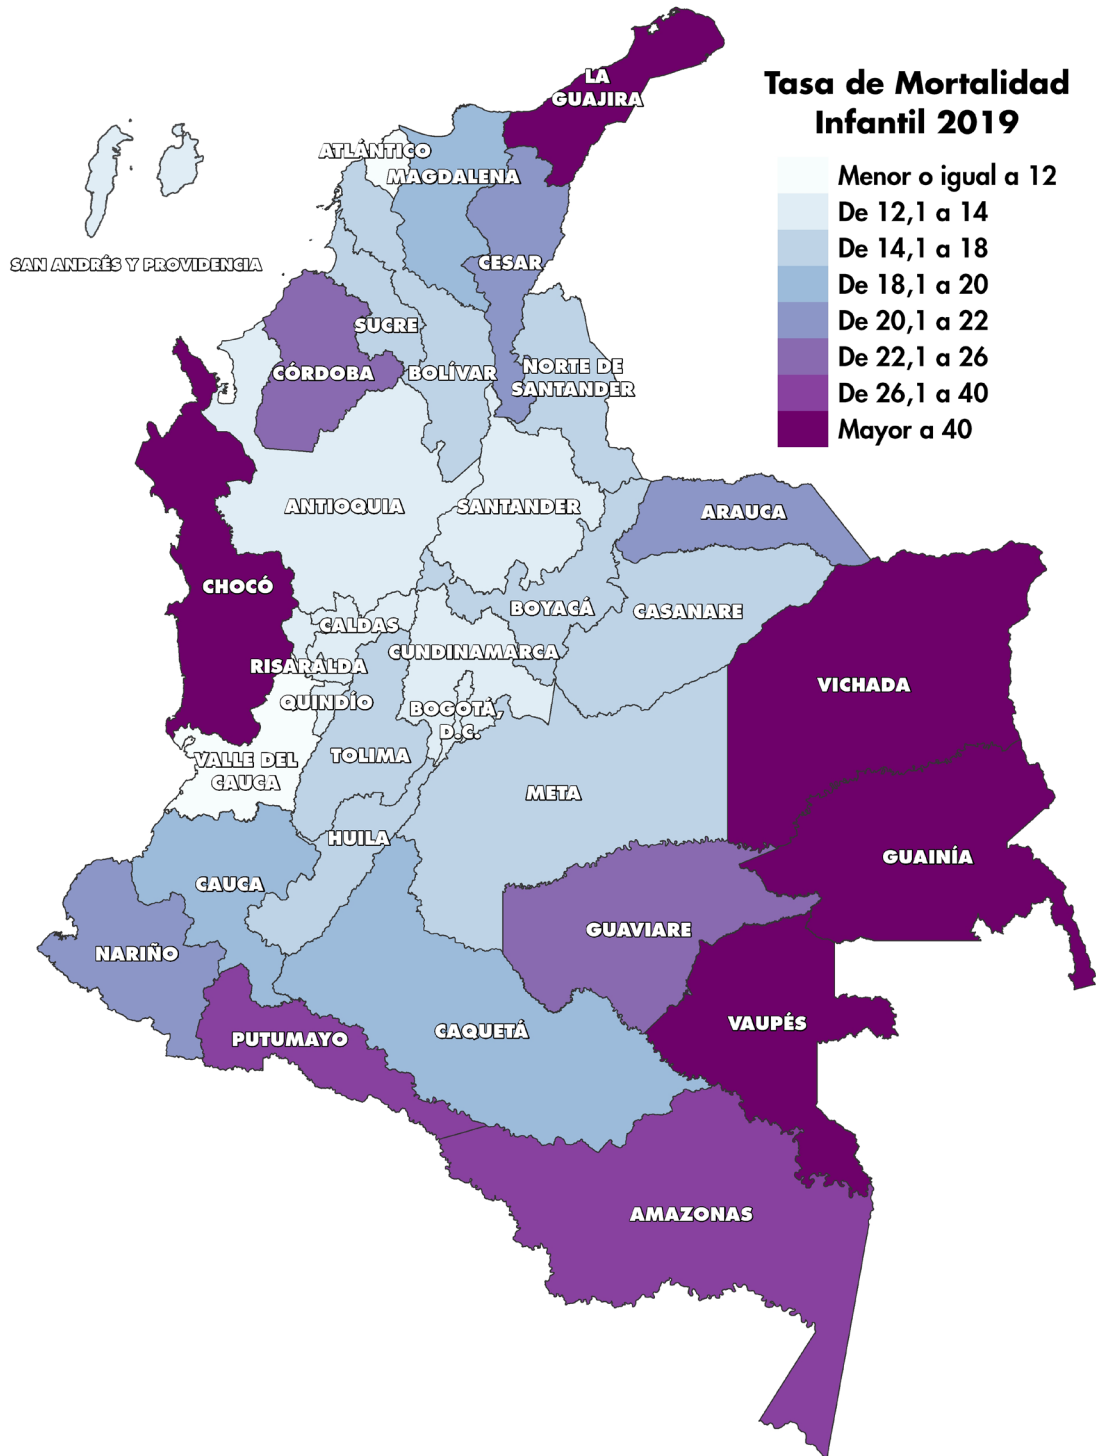 Tasa de Mortalidad
Infantil 2019
Menor o igual a 12
De 12,1 a 14
De 14,1 a 18
De 18,1 a 20
De 20,1 a 22
De 22,1 a 26
De 26,1 a 40
Mayor a 40
LA
GUAJIRA
ATLÁNTICO
MAGDALENA
SAN ANDRÉS Y PROVIDENCIA
CESAR
SUCRE
CÓRDOBA
BOLÍVAR
NORTE DE
SANTANDER
ANTIOQUIA
SANTANDER
ARAUCA
CHOCÓ
BOYACÁ
CASANARE
CALDAS
CUNDINAMARCA
RISARALDA
VICHADA
QUINDÍO
BOGOTÁ,
D.C.
TOLIMA
VALLE DEL
CAUCA
META
HUILA
GUAINÍA
CAUCA
GUAVIARE
NARIÑO
VAUPÉS
CAQUETÁ
PUTUMAYO
AMAZONAS